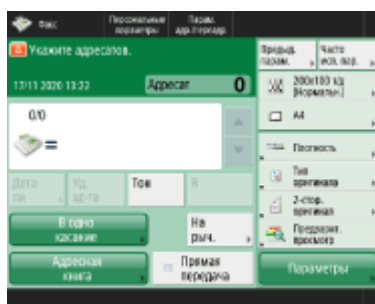 Факс
Персональные параметры
Парам. адр./передр.
Укажите адресатов.
17/11 2020 13:22
Адресат
0
0/0
=
Дета-
ли
Уд.
ад-та
Тон
R
В одно
касание
На
рыч.
Адресная
книга
Прямая
передача
Предыд.
парам.
Часто
исп. пар.
200x100 т/д
[Нормальн.]
A4
Плотность
Тип
оригинала
2-стор.
оригинал
Предварит.
просмотр
Параметры